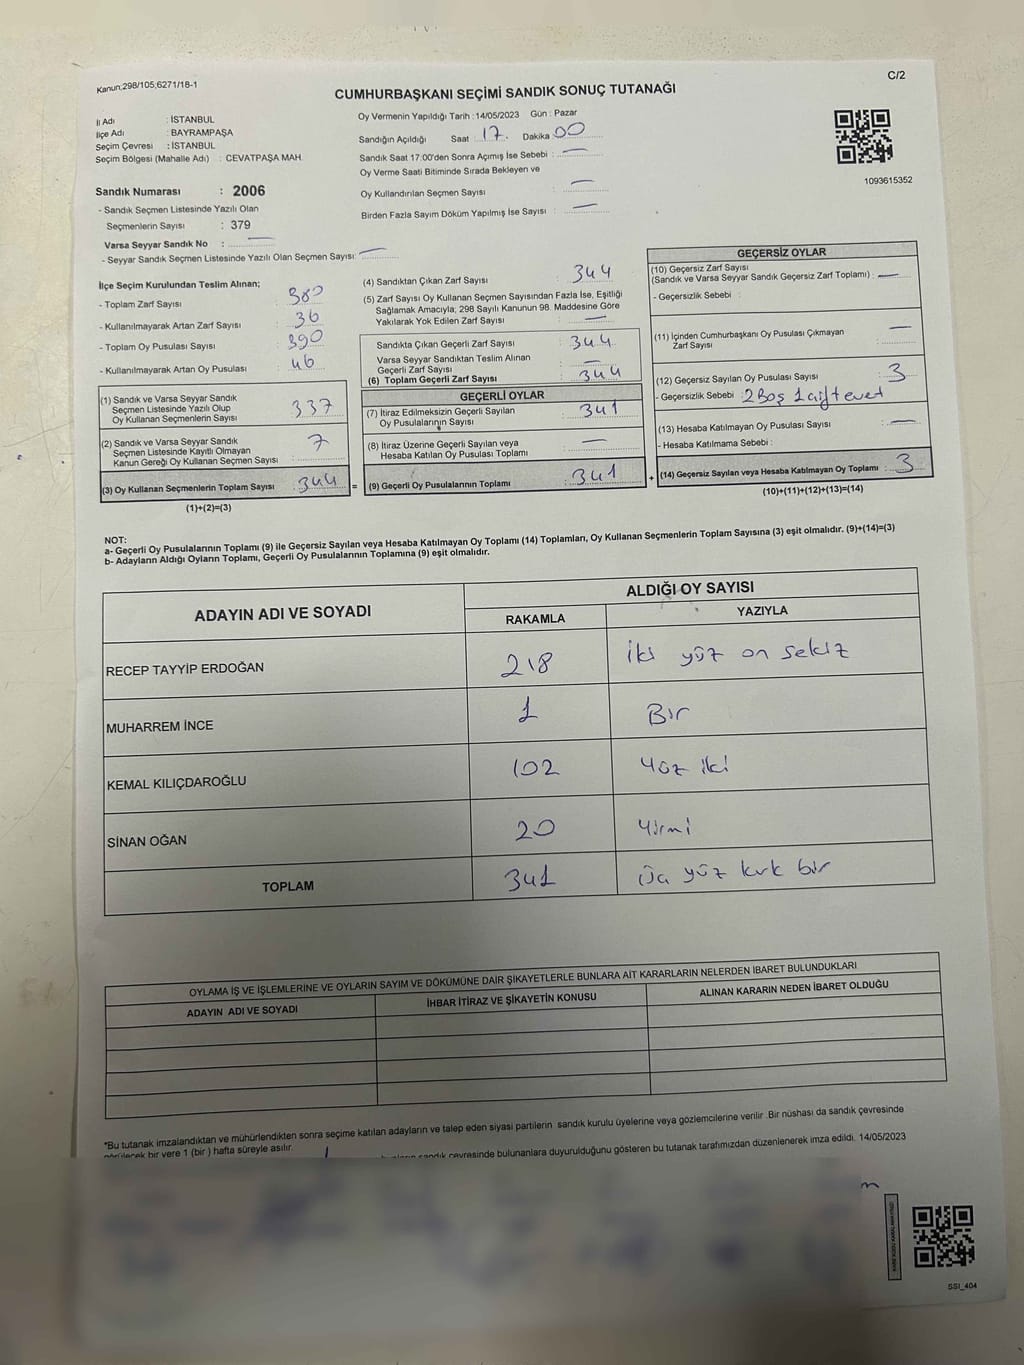 Kanun:298/105;6271/18-1
C/2
CUMHURBAŞKANI SEÇİMİ SANDIK SONUÇ TUTANAĞI
İl Adı : İSTANBUL
İlçe Adı : BAYRAMPAŞA
Seçim Çevresi : İSTANBUL
Seçim Bölgesi (Mahalle Adı) : CEVATPAŞA MAH.
Oy Vermenin Yapıldığı Tarih : 14/05/2023 Gün : Pazar
Sandığın Açıldığı Saat : 17. Dakika : 00
Sandık Saat 17:00'den Sonra Açımış İse Sebebi : —
Oy Verme Saati Bitiminde Sırada Bekleyen ve
Oy Kullandırılan Seçmen Sayısı : —
Birden Fazla Sayım Döküm Yapılmış İse Sayısı : —
1093615352
Sandık Numarası : 2006
- Sandık Seçmen Listesinde Yazılı Olan
Seçmenlerin Sayısı : 379
Varsa Seyyar Sandık No : —
- Seyyar Sandık Seçmen Listesinde Yazılı Olan Seçmen Sayısı: —
İlçe Seçim Kurulundan Teslim Alınan;
- Toplam Zarf Sayısı : 380
- Kullanılmayarak Artan Zarf Sayısı : 36
- Toplam Oy Pusulası Sayısı : 390
- Kullanılmayarak Artan Oy Pusulası : 46
(1) Sandık ve Varsa Seyyar Sandık
Seçmen Listesinde Yazılı Olup
Oy Kullanan Seçmenlerin Sayısı : 337
(2) Sandık ve Varsa Seyyar Sandık
Seçmen Listesinde Kayıtlı Olmayan
Kanun Gereği Oy Kullanan Seçmen Sayısı : 7
(3) Oy Kullanan Seçmenlerin Toplam Sayısı : 344 =
(1)+(2)=(3)
(4) Sandıktan Çıkan Zarf Sayısı : 344
(5) Zarf Sayısı Oy Kullanan Seçmen Sayısından Fazla İse, Eşitliği
Sağlamak Amacıyla; 298 Sayılı Kanunun 98. Maddesine Göre
Yakılarak Yok Edilen Zarf Sayısı : —
Sandıkta Çıkan Geçerli Zarf Sayısı : 344
Varsa Seyyar Sandıktan Teslim Alınan
Geçerli Zarf Sayısı : —
(6) Toplam Geçerli Zarf Sayısı : 344
GEÇERLİ OYLAR
(7) İtiraz Edilmeksizin Geçerli Sayılan
Oy Pusulalarının Sayısı : 341
(8) İtiraz Üzerine Geçerli Sayılan veya
Hesaba Katılan Oy Pusulası Toplamı : —
(9) Geçerli Oy Pusulalarının Toplamı : 341 +
GEÇERSİZ OYLAR
(10) Geçersiz Zarf Sayısı
(Sandık ve Varsa Seyyar Sandık Geçersiz Zarf Toplamı) : —
- Geçersizlik Sebebi :
(11) İçinden Cumhurbaşkanı Oy Pusulası Çıkmayan
Zarf Sayısı : —
(12) Geçersiz Sayılan Oy Pusulası Sayısı : 3
- Geçersizlik Sebebi : 2 Boş 1 çift evet
(13) Hesaba Katılmayan Oy Pusulası Sayısı : —
- Hesaba Katılmama Sebebi :
(14) Geçersiz Sayılan veya Hesaba Katılmayan Oy Toplamı : 3
(10)+(11)+(12)+(13)=(14)
NOT:
a- Geçerli Oy Pusulalarının Toplamı (9) ile Geçersiz Sayılan veya Hesaba Katılmayan Oy Toplamı (14) Toplamları, Oy Kullanan Seçmenlerin Toplam Sayısına (3) eşit olmalıdır. (9)+(14)=(3)
b- Adayların Aldığı Oyların Toplamı, Geçerli Oy Pusulalarının Toplamına (9) eşit olmalıdır.
ADAYIN ADI VE SOYADI
ALDIĞI OY SAYISI
RAKAMLA YAZIYLA
RECEP TAYYİP ERDOĞAN 218 iki yüz on sekiz
MUHARREM İNCE 1 Bir
KEMAL KILIÇDAROĞLU 102 yüz iki
SİNAN OĞAN 20 yirmi
TOPLAM 341 üç yüz kırk bir
OYLAMA İŞ VE İŞLEMLERİNE VE OYLARIN SAYIM VE DÖKÜMÜNE DAİR ŞİKAYETLERLE BUNLARA AİT KARARLARIN NELERDEN İBARET BULUNDUKLARI
ADAYIN ADI VE SOYADI İHBAR İTİRAZ VE ŞİKAYETİN KONUSU ALINAN KARARIN NEDEN İBARET OLDUĞU
*Bu tutanak imzalandıktan ve mühürlendikten sonra seçime katılan adayların ve talep eden siyasi partilerin sandık kurulu üyelerine veya gözlemcilerine verilir .Bir nüshası da sandık çevresinde
görülecek bir yere 1 (bir ) hafta süreyle asılır.
sandık çevresinde bulunanlara duyurulduğunu gösteren bu tutanak tarafımızdan düzenlenerek imza edildi. 14/05/2023
SSI_404